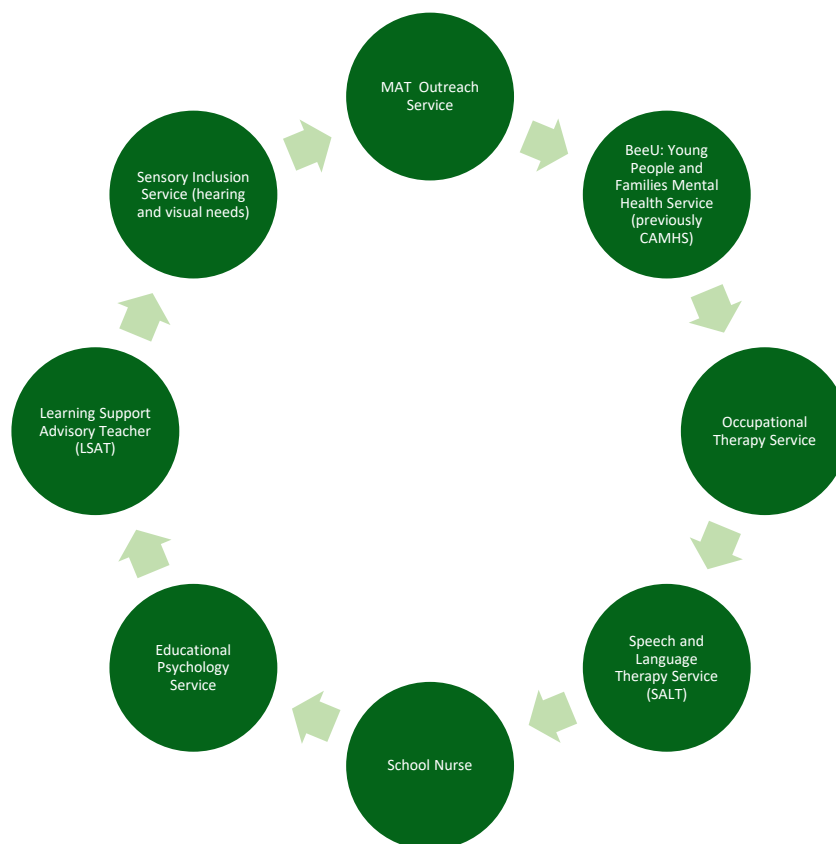 MAT Outreach
Service
BeeU: Young
People and
Families Mental
Health Service
(previously
CAMHS)
Occupational
Therapy Service
Speech and
Language
Therapy Service
(SALT)
School Nurse
Educational
Psychology
Service
Learning Support
Advisory Teacher
(LSAT)
Sensory Inclusion
Service (hearing
and visual needs)